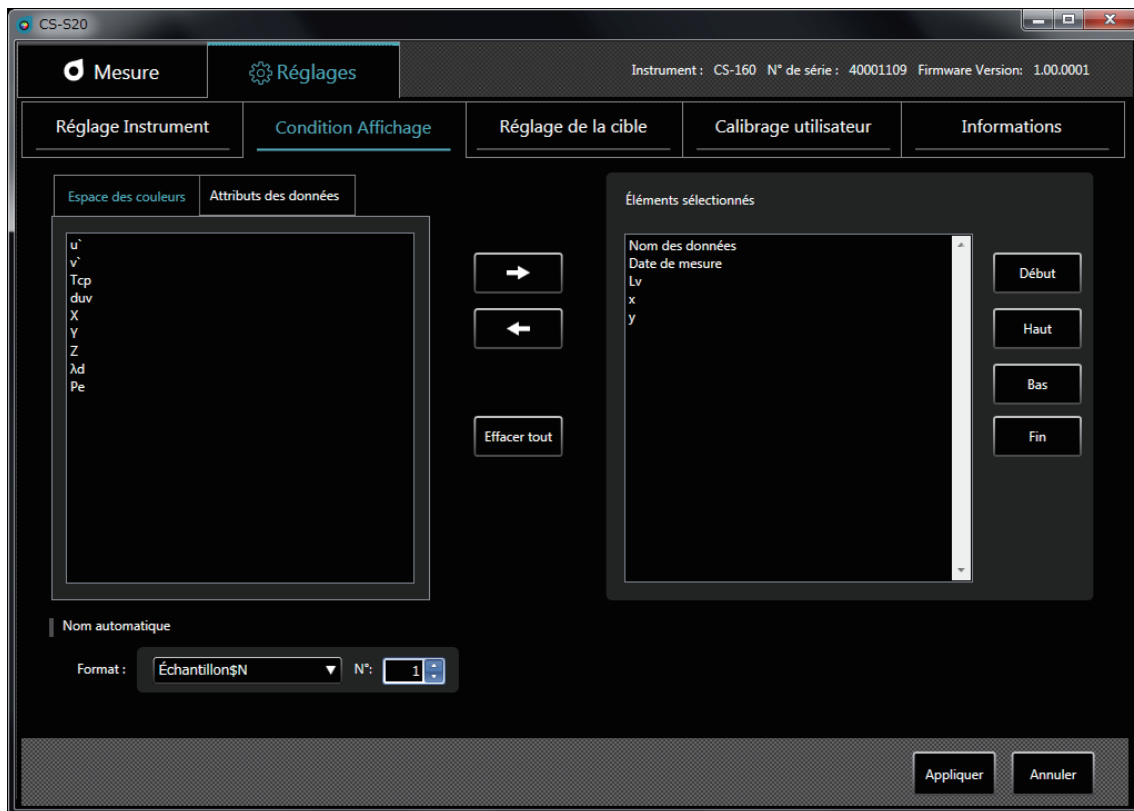 CS-S20
Mesure
Réglages
Instrument : CS-160 N° de série : 40001109 Firmware Version: 1.00.0001
Réglage Instrument
Condition Affichage
Réglage de la cible
Calibrage utilisateur
Informations
Espace des couleurs
Attributs des données
u`
v`
Tcp
duv
X
Y
Z
λd
Pe
Effacer tout
Éléments sélectionnés
Nom des données
Date de mesure
Lv
x
y
Début
Haut
Bas
Fin
Nom automatique
Format : Échantillon$N N°: 1
Appliquer
Annuler